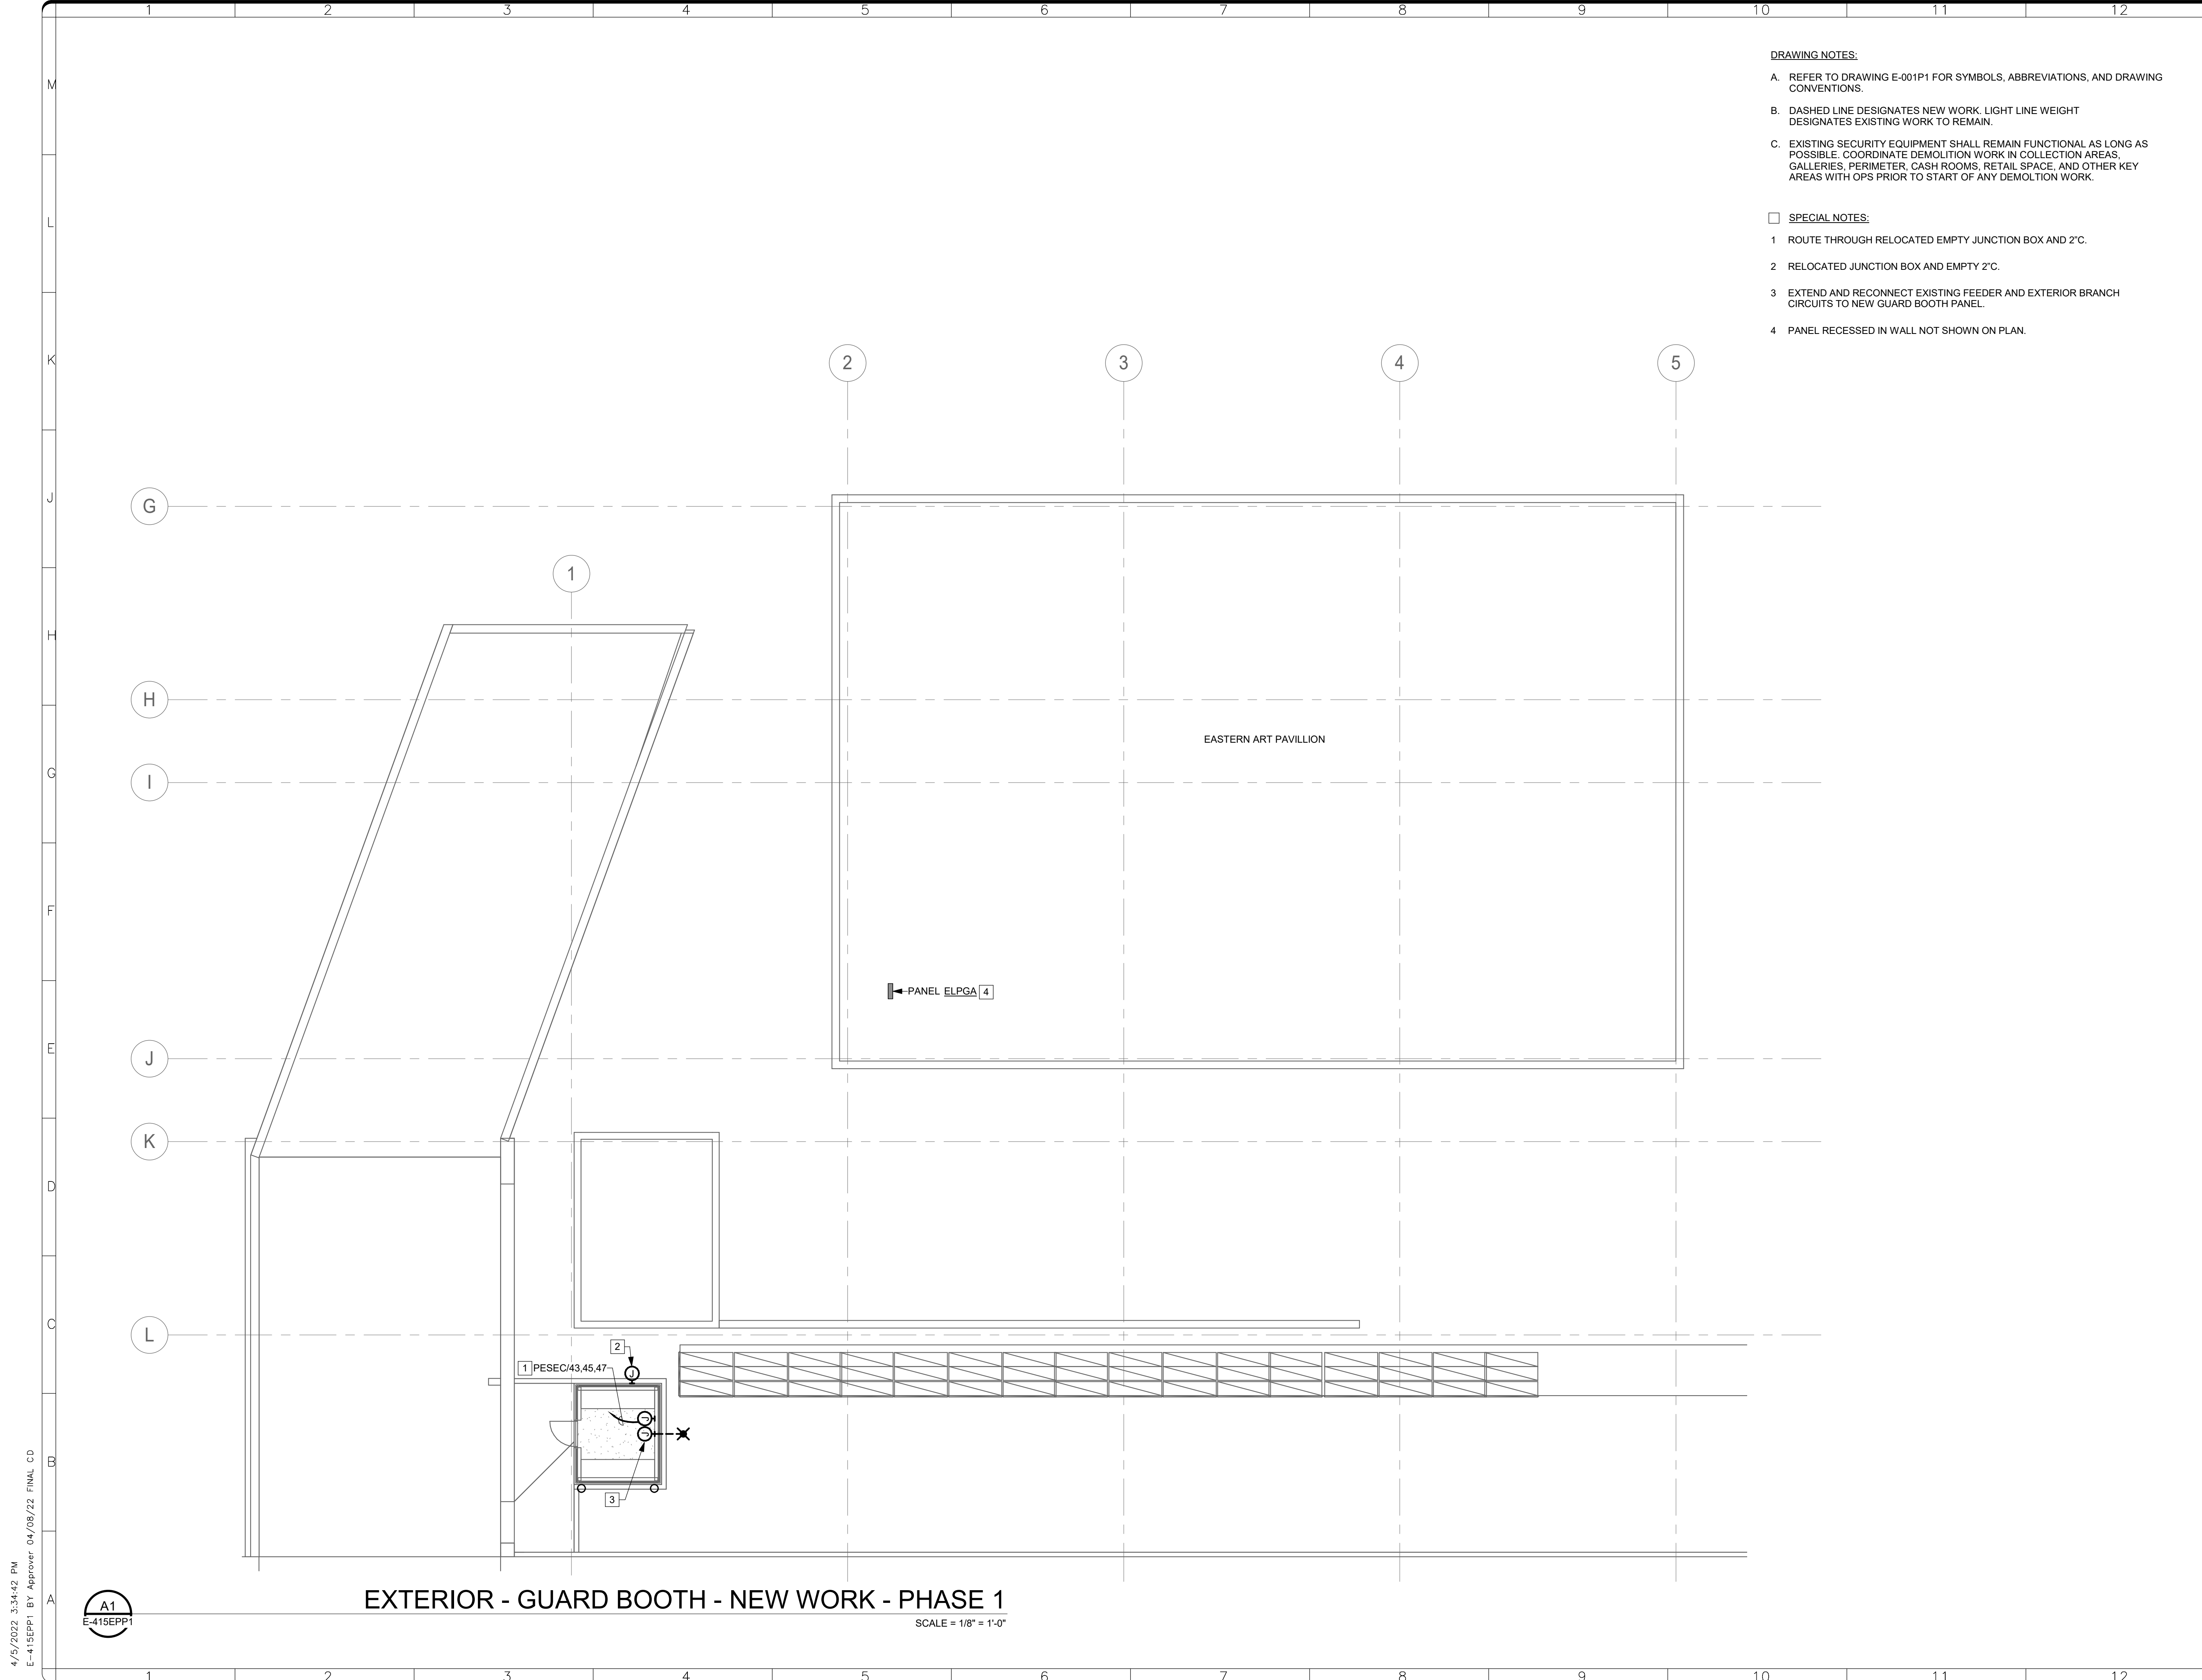 1 2 3 4 5 6 7 8 9 10 11 12
M
L
K
J
H
G
F
E
D
C
B
A
DRAWING NOTES:
A. REFER TO DRAWING E-001P1 FOR SYMBOLS, ABBREVIATIONS, AND DRAWING
CONVENTIONS.
B. DASHED LINE DESIGNATES NEW WORK. LIGHT LINE WEIGHT
DESIGNATES EXISTING WORK TO REMAIN.
C. EXISTING SECURITY EQUIPMENT SHALL REMAIN FUNCTIONAL AS LONG AS
POSSIBLE. COORDINATE DEMOLITION WORK IN COLLECTION AREAS,
GALLERIES, PERIMETER, CASH ROOMS, RETAIL SPACE, AND OTHER KEY
AREAS WITH OPS PRIOR TO START OF ANY DEMOLTION WORK.
SPECIAL NOTES:
1 ROUTE THROUGH RELOCATED EMPTY JUNCTION BOX AND 2"C.
2 RELOCATED JUNCTION BOX AND EMPTY 2"C.
3 EXTEND AND RECONNECT EXISTING FEEDER AND EXTERIOR BRANCH
CIRCUITS TO NEW GUARD BOOTH PANEL.
4 PANEL RECESSED IN WALL NOT SHOWN ON PLAN.
2 3 4 5
G
1
H
EASTERN ART PAVILLION
I
PANEL ELPGA 4
J
K
L
2
1 PESEC/43,45,47
J
J
J
3
A1
E-415EPP1
EXTERIOR - GUARD BOOTH - NEW WORK - PHASE 1
SCALE = 1/8" = 1'-0"
4/5/2022 3:34:42 PM
E-415EPP1 BY Approver 04/08/22 FINAL CD
1 2 3 4 5 6 7 8 9 10 11 12